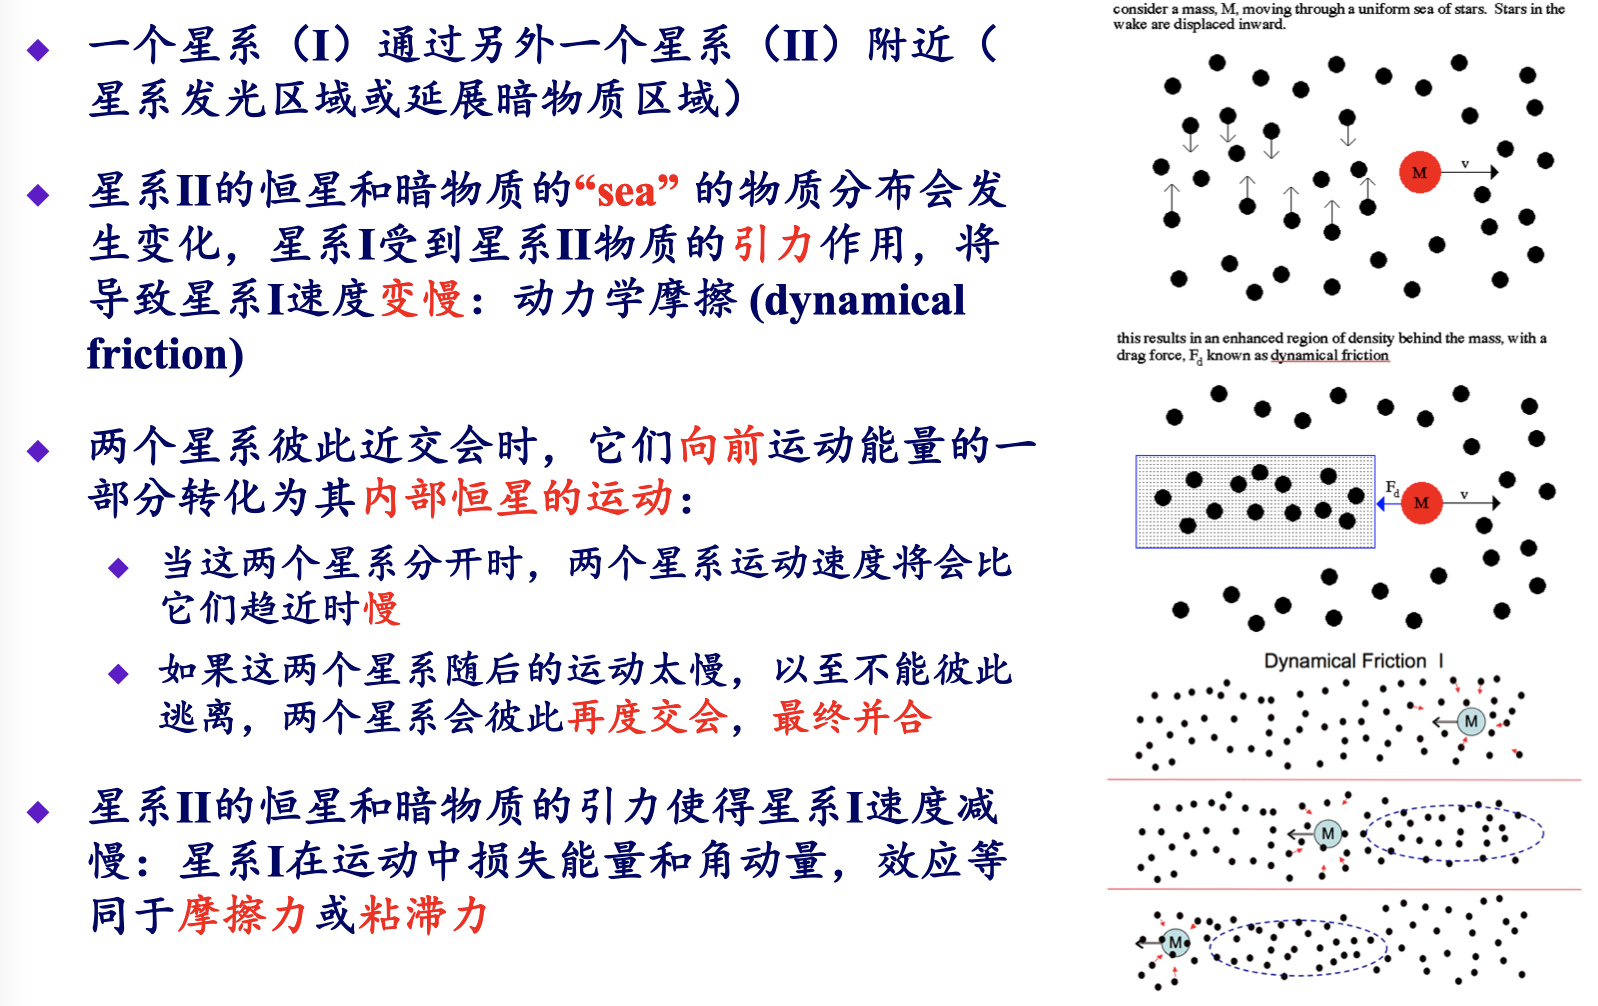 一个星系（I）通过另外一个星系（II）附近（
星系发光区域或延展暗物质区域）
星系II的恒星和暗物质的“sea” 的物质分布会发
生变化，星系I受到星系II物质的引力作用，将
导致星系I速度变慢：动力学摩擦 (dynamical
friction)
两个星系彼此近交会时，它们向前运动能量的一
部分转化为其内部恒星的运动：
当这两个星系分开时，两个星系运动速度将会比
它们趋近时慢
如果这两个星系随后的运动太慢，以至不能彼此
逃离，两个星系会彼此再度交会，最终并合
星系II的恒星和暗物质的引力使得星系I速度减
慢：星系I在运动中损失能量和角动量，效应等
同于摩擦力或粘滞力
consider a mass, M, moving through a uniform sea of stars. Stars in the
wake are displaced inward.
M
v
this results in an enhanced region of density behind the mass, with a
drag force, Fd known as dynamical friction
Fd
M
v
Dynamical Friction I
M
M
M